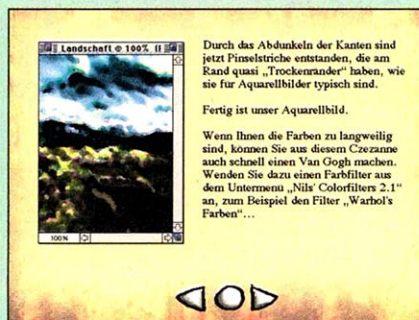 Landschaft @ 100%
100%
Durch das Abdunkeln der Kanten sind
jetzt Pinselstriche entstanden, die am
Rand quasi „Trockenrander“ haben, wie
sie für Aquarellbilder typisch sind.
Fertig ist unser Aquarellbild.
Wenn Ihnen die Farben zu langweilig
sind, können Sie aus diesem Czezanne
auch schnell einen Van Gogh machen.
Wenden Sie dazu einen Farbfilter aus
dem Untermenu „Nils' Colorfilters 2.1“
an, zum Beispiel den Filter „Warhol's
Farben“…